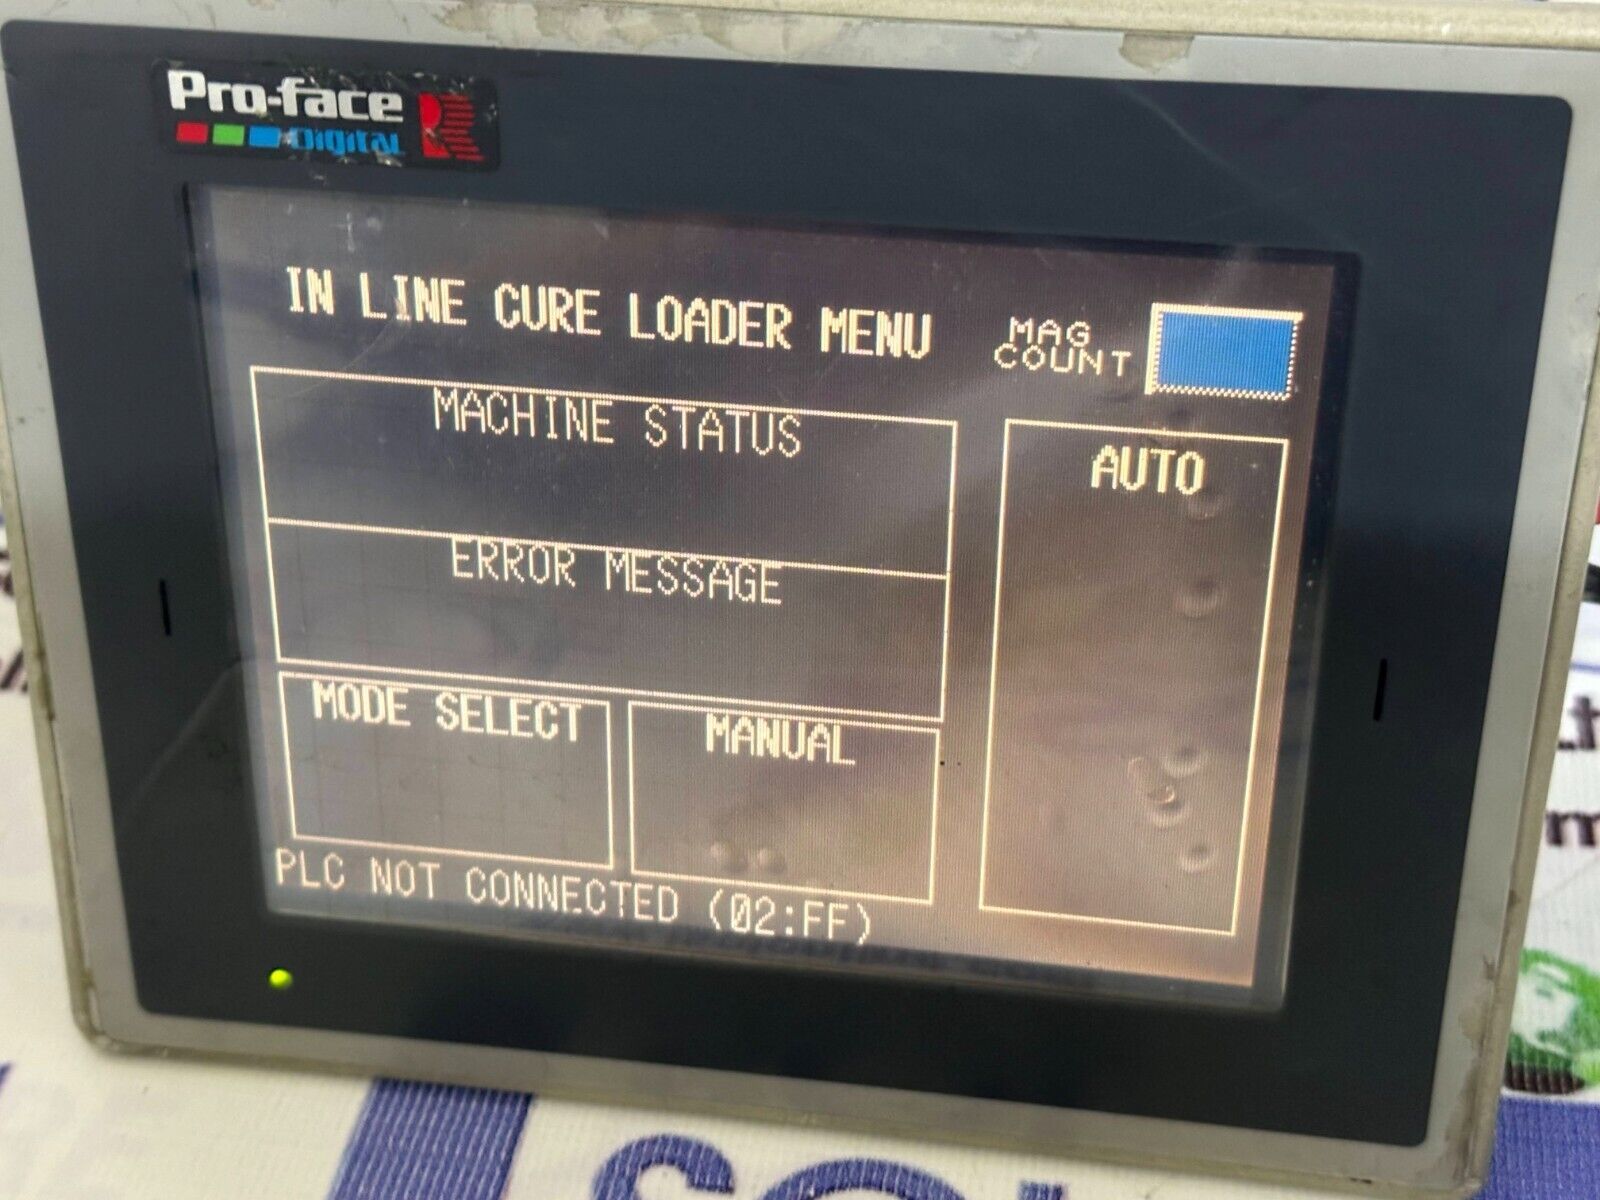 Pro-face
Digital
IN LINE CURE LOADER MENU
MAG
COUNT
MACHINE STATUS
AUTO
ERROR MESSAGE
MODE SELECT
MANUAL
PLC NOT CONNECTED (02:FF)